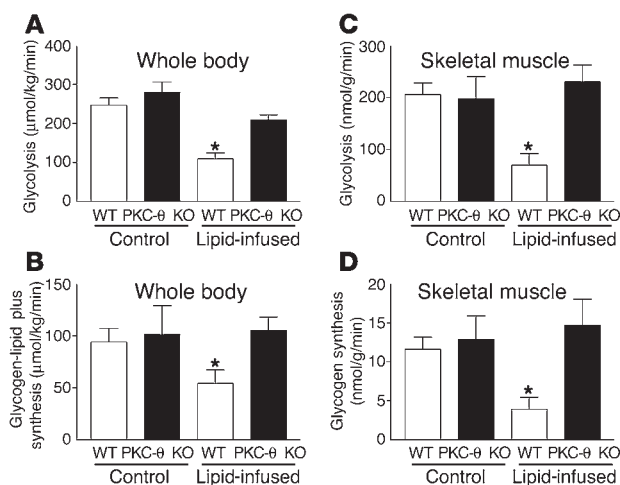 A
Whole body
Glycolysis (μmol/kg/min)
400
300
200
100
0
*
WT PKC-θ KO WT PKC-θ KO
Control Lipid-infused
C
Skeletal muscle
Glycolysis (nmol/g/min)
300
200
100
0
*
WT PKC-θ KO WT PKC-θ KO
Control Lipid-infused
B
Whole body
Glycogen-lipid plus
synthesis (μmol/kg/min)
150
100
50
0
*
WT PKC-θ KO WT PKC-θ KO
Control Lipid-infused
D
Skeletal muscle
Glycogen synthesis
(nmol/g/min)
20
15
10
5
0
*
WT PKC-θ KO WT PKC-θ KO
Control Lipid-infused